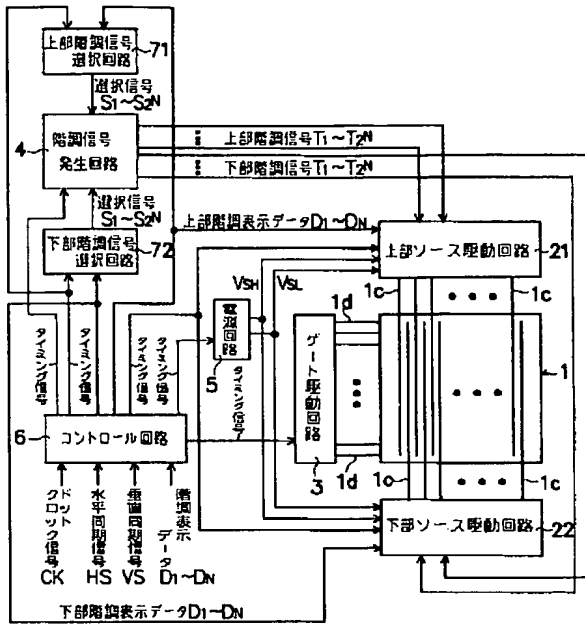 上部階調信号
選択回路
71
選択信号
S1~S2N
階調信号
発生回路
4
上部階調信号T1~T2N
下部階調信号T1~T2N
選択信号
S1~S2N
下部階調信号
選択回路
72
上部階調表示データD1~DN
上部ソース駆動回路
21
VSH
VSL
1c
1c
電源回路
5
1d
ゲート駆動回路
3
1d
1
タイミング信号
タイミング信号
タイミング信号
タイミング信号
タイミング信号
6
コントロール回路
1c
1c
下部ソース駆動回路
22
ドット
クロック信号
CK
水平同期信号
HS
垂直同期信号
VS
階調表示
データ
D1~DN
下部階調表示データD1~DN